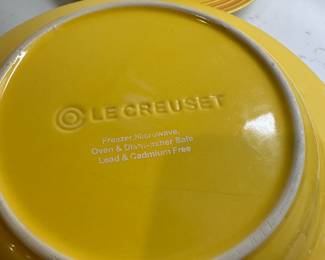 LE CREUSET
Freezer, Microwave,
Oven & Dishwasher Safe
Lead & Cadmium Free